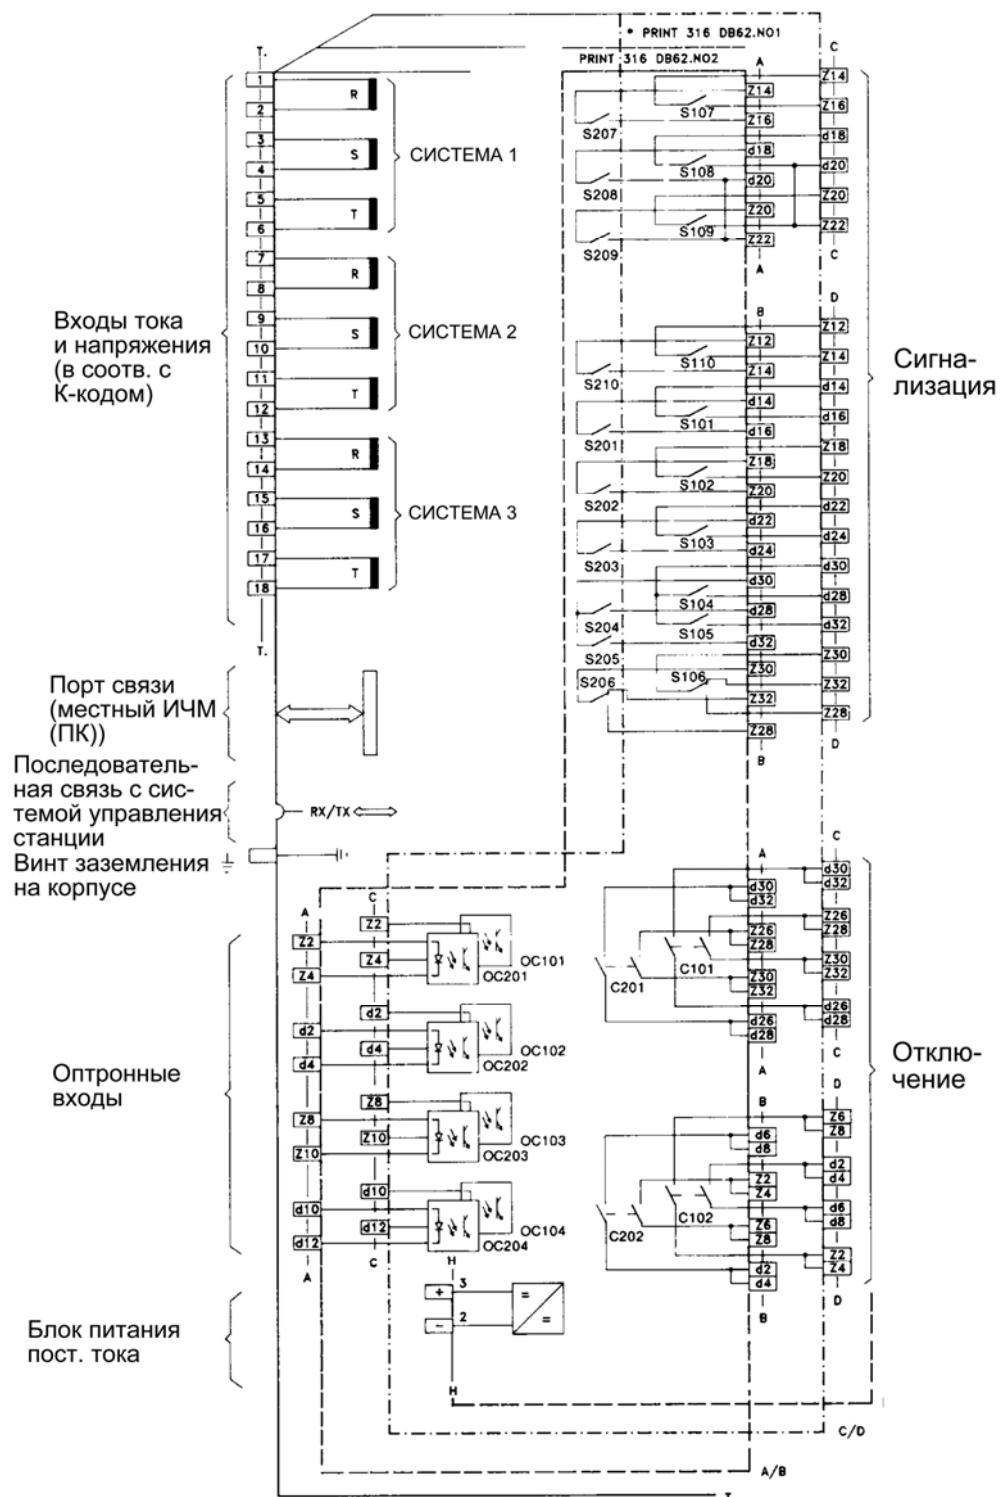 • PRINT 316 DB62.NO1
PRINT 316 DB62.NO2
T.
1
2
3
4
5
6
7
8
9
10
11
12
13
14
15
16
17
18
T.
R
S
T
СИСТЕМА 1
R
S
T
СИСТЕМА 2
R
S
T
СИСТЕМА 3
Входы тока
и напряжения
(в соотв. с
К-кодом)
Порт связи
(местный ИЧМ
(ПК))
Последователь-
ная связь с сис-
темой управления
станции
RX/TX
Винт заземления
на корпусе
A
Z14
Z16
d18
d20
Z20
Z22
A
C
Z14
Z16
d18
d20
Z20
Z22
C
S107
S207
S108
S208
S109
S209
B
Z12
Z14
d14
d16
Z18
Z20
d22
d24
d30
d28
d32
Z30
Z32
Z28
B
D
Z12
Z14
d14
d16
Z18
Z20
d22
d24
d30
d28
d32
Z30
Z32
Z28
D
S110
S210
S101
S201
S102
S202
S103
S203
S104
S204
S105
S205
S106
S206
Сигна-
лизация
A
d30
d32
Z26
Z28
Z30
Z32
d26
d28
A
C
d30
d32
Z26
Z28
Z30
Z32
d26
d28
C
C101
C201
B
d6
d8
Z2
Z4
Z6
Z8
d2
d4
B
D
Z6
Z8
d2
d4
d6
d8
Z2
Z4
D
C102
C202
Отклю-
чение
Оптронные
входы
A
Z2
Z4
d2
d4
Z8
Z10
d10
d12
A
C
Z2
Z4
d2
d4
Z8
Z10
d10
d12
C
OC101
OC201
OC102
OC202
OC103
OC203
OC104
OC204
Блок питания
пост. тока
H
+ 3
− 2
=
=
H
C/D
A/B
T